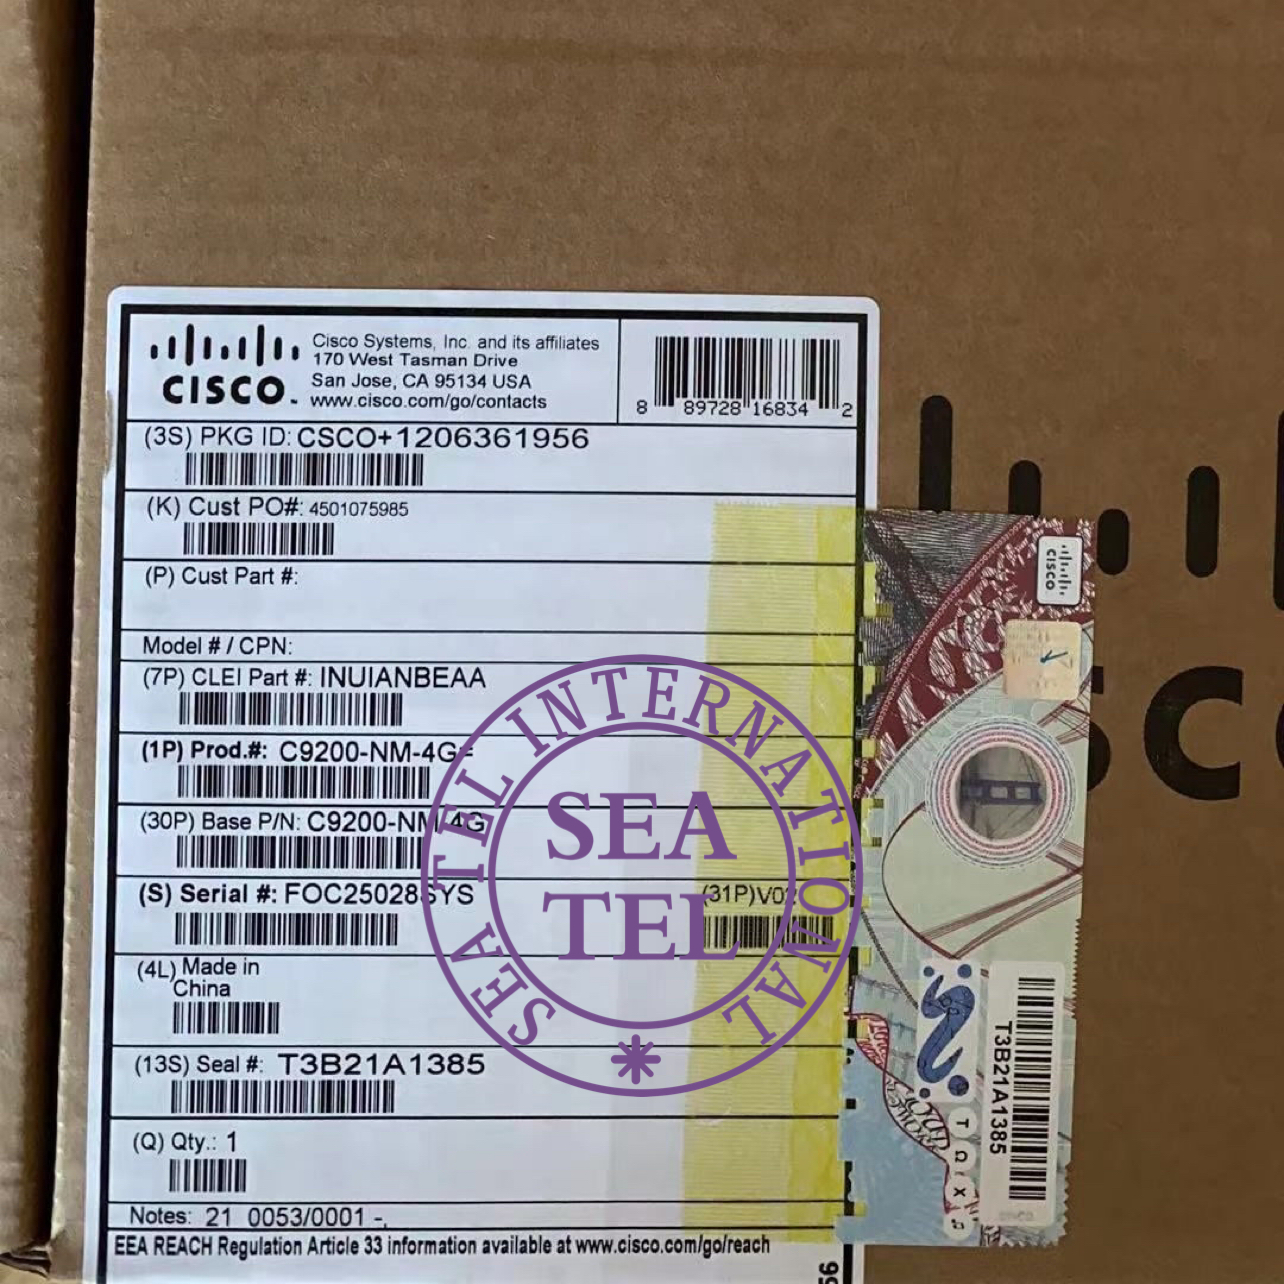 CISCO
Cisco Systems, Inc. and its affiliates
170 West Tasman Drive
San Jose, CA 95134 USA
www.cisco.com/go/contacts
8 89728 16834 2
(3S) PKG ID: CSCO+1206361956
(K) Cust PO#: 4501075985
(P) Cust Part #:
Model # / CPN:
(7P) CLEI Part #: INUIANBEAA
(1P) Prod.#: C9200-NM-4G=
(30P) Base P/N: C9200-NM-4G
(S) Serial #: FOC25028SYS
(31P)V02
(4L) Made in
China
(13S) Seal #: T3B21A1385
(Q) Qty.: 1
Notes: 21 0053/0001 -,
EEA REACH Regulation Article 33 information available at www.cisco.com/go/reach
99
CISCO
T3B21A1385
T Ω X ♫
SEA TEL INTERNATIONAL
SEA
TEL